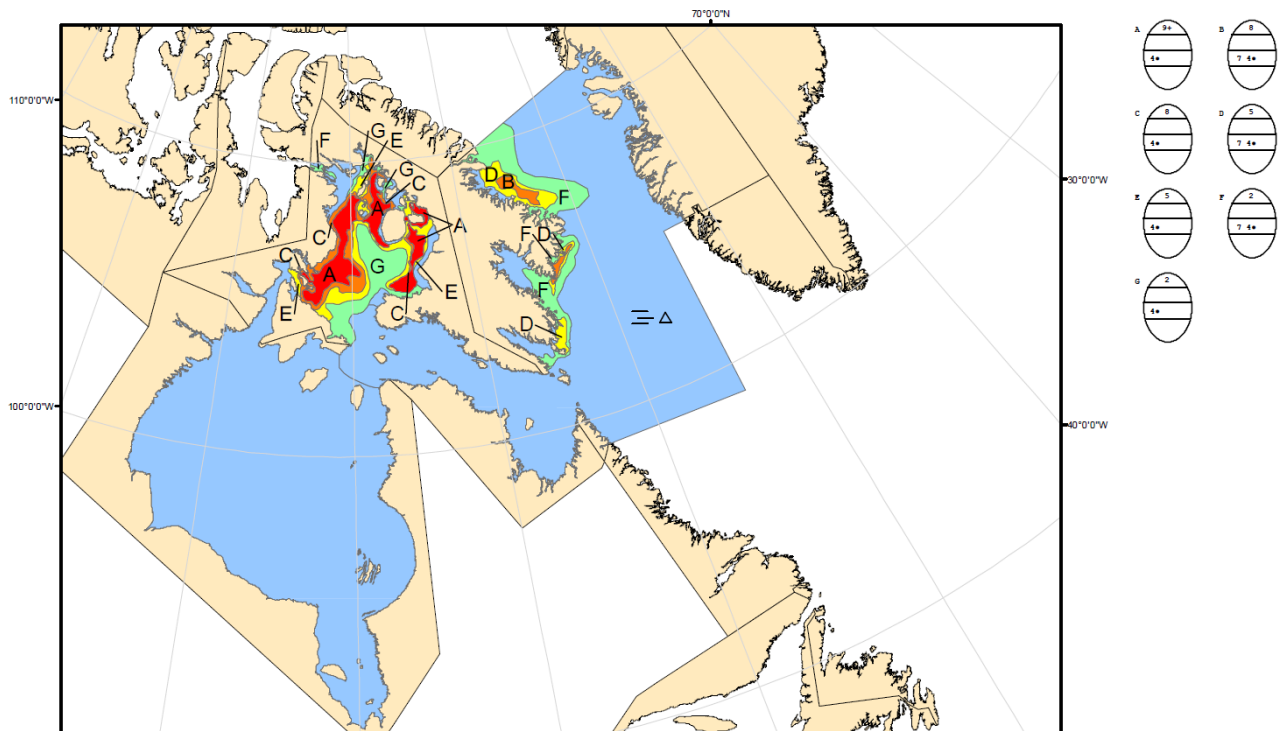 70°0'0"N
110°0'0"W
100°0'0"W
30°0'0"W
40°0'0"W
G
E
F
G
C
A
A
C
C
A
G
E
E
C
D
B
F
F
D
F
D
A
9+
4•
B
8
7 4•
C
8
4•
D
5
7 4•
E
5
4•
F
2
7 4•
G
2
4•